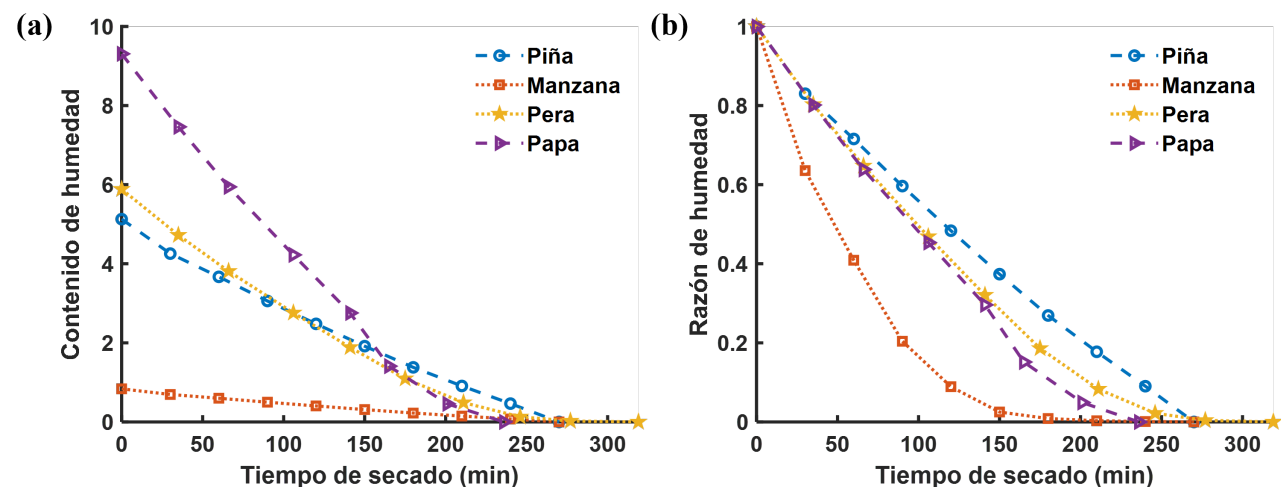 (a)
Contenido de humedad
10
8
6
4
2
0
0 50 100 150 200 250 300
Tiempo de secado (min)
Piña
Manzana
Pera
Papa
(b)
Razón de humedad
1
0.8
0.6
0.4
0.2
0
0 50 100 150 200 250 300
Tiempo de secado (min)
Piña
Manzana
Pera
Papa